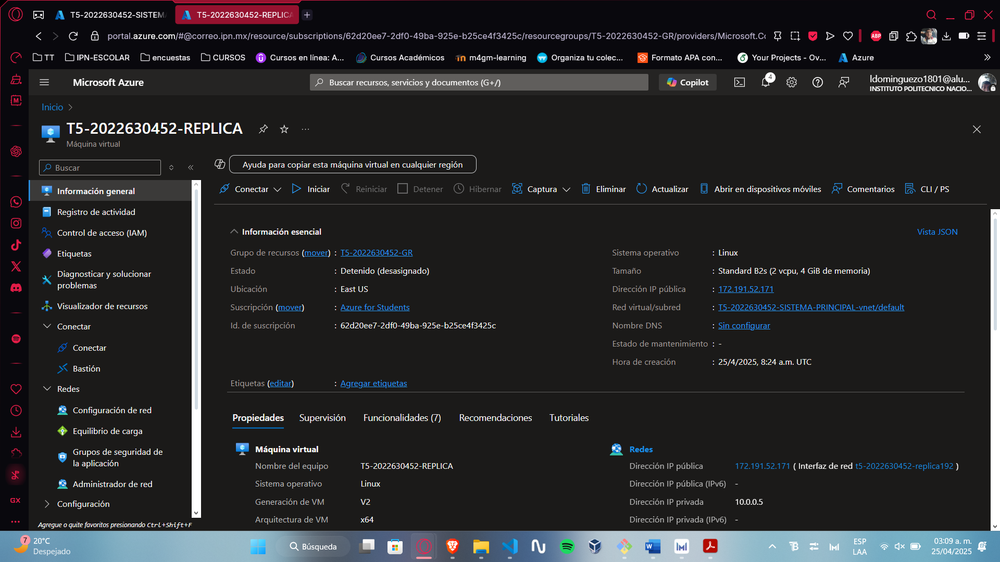 T5-2022630452-SISTEM
T5-2022630452-REPLICA
portal.azure.com/#@correo.ipn.mx/resource/subscriptions/62d20ee7-2df0-49ba-925e-b25ce4f3425c/resourcegroups/T5-2022630452-GR/providers/Microsoft.Cc
ABP
TT
IPN-ESCOLAR
encuestas
CURSOS
Cursos en línea: A...
Cursos Académicos
m4gm-learning
Organiza tu colec...
Formato APA con...
Your Projects - Ov...
Azure
Microsoft Azure
Buscar recursos, servicios y documentos (G+/)
Copilot
4
ldominguezo1801@alu...
INSTITUTO POLITECNICO NACIO...
Inicio
T5-2022630452-REPLICA
Máquina virtual
Buscar
Ayuda para copiar esta máquina virtual en cualquier región
Conectar
Iniciar
Reiniciar
Detener
Hibernar
Captura
Eliminar
Actualizar
Abrir en dispositivos móviles
Comentarios
CLI / PS
Información general
Registro de actividad
Control de acceso (IAM)
Etiquetas
Diagnosticar y solucionar
problemas
Visualizador de recursos
Conectar
Conectar
Bastión
Redes
Configuración de red
Equilibrio de carga
Grupos de seguridad de
la aplicación
Administrador de red
Configuración
Agregue o quite favoritos presionando Ctrl+Shift+F
GX
Información esencial
Vista JSON
Grupo de recursos (mover) : T5-2022630452-GR
Estado : Detenido (desasignado)
Ubicación : East US
Suscripción (mover) : Azure for Students
Id. de suscripción : 62d20ee7-2df0-49ba-925e-b25ce4f3425c
Sistema operativo : Linux
Tamaño : Standard B2s (2 vcpu, 4 GiB de memoria)
Dirección IP pública : 172.191.52.171
Red virtual/subred : T5-2022630452-SISTEMA-PRINCIPAL-vnet/default
Nombre DNS : Sin configurar
Estado de mantenimiento : -
Hora de creación : 25/4/2025, 8:24 a.m. UTC
Etiquetas (editar) : Agregar etiquetas
Propiedades
Supervisión
Funcionalidades (7)
Recomendaciones
Tutoriales
Máquina virtual
Nombre del equipo T5-2022630452-REPLICA
Sistema operativo Linux
Generación de VM V2
Arquitectura de VM x64
Redes
Dirección IP pública 172.191.52.171 ( Interfaz de red t5-2022630452-replica192 )
Dirección IP pública (IPv6) -
Dirección IP privada 10.0.0.5
Dirección IP privada (IPv6) -
7
20°C
Despejado
Búsqueda
ESP
LAA
03:09 a. m.
25/04/2025